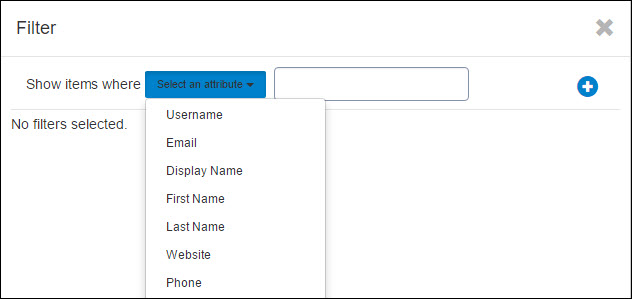 Filter
Show items where Select an attribute
No filters selected.
Username
Email
Display Name
First Name
Last Name
Website
Phone